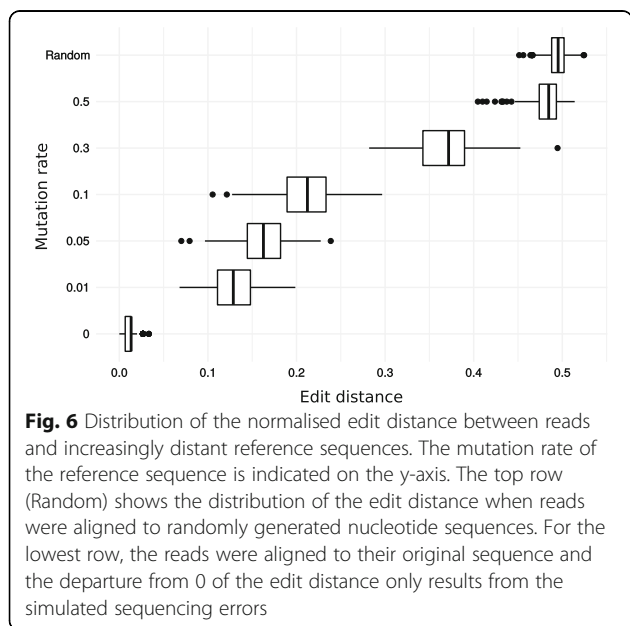 Random
0.5
0.3
0.1
0.05
0.01
0
Mutation rate
0.0 0.1 0.2 0.3 0.4 0.5
Edit distance
Fig. 6 Distribution of the normalised edit distance between reads
and increasingly distant reference sequences. The mutation rate of
the reference sequence is indicated on the y-axis. The top row
(Random) shows the distribution of the edit distance when reads
were aligned to randomly generated nucleotide sequences. For the
lowest row, the reads were aligned to their original sequence and
the departure from 0 of the edit distance only results from the
simulated sequencing errors